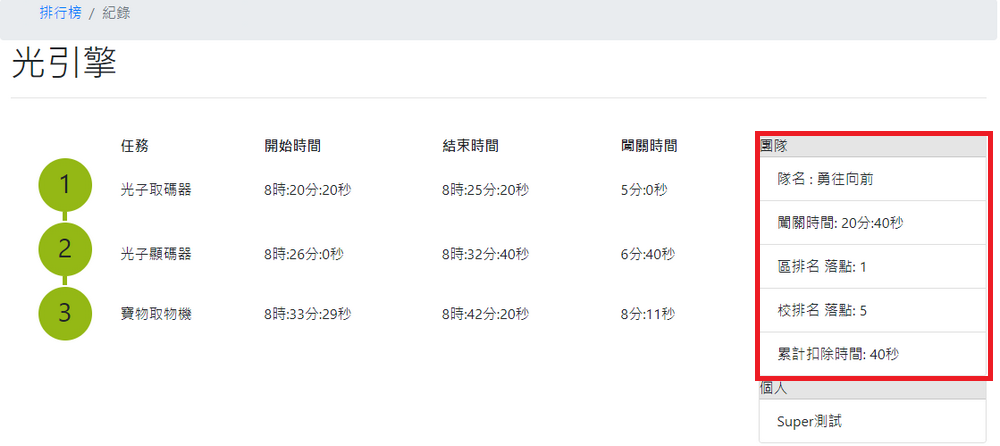 排行榜 / 紀錄
光引擎
任務 開始時間 結束時間 闖關時間
1 光子取碼器 8時:20分:20秒 8時:25分:20秒 5分:0秒
2 光子顯碼器 8時:26分:0秒 8時:32分:40秒 6分:40秒
3 寶物取物機 8時:33分:29秒 8時:42分:20秒 8分:11秒
團隊
隊名 : 勇往向前
闖關時間: 20分:40秒
區排名 落點: 1
校排名 落點: 5
累計扣除時間: 40秒
個人
Super測試